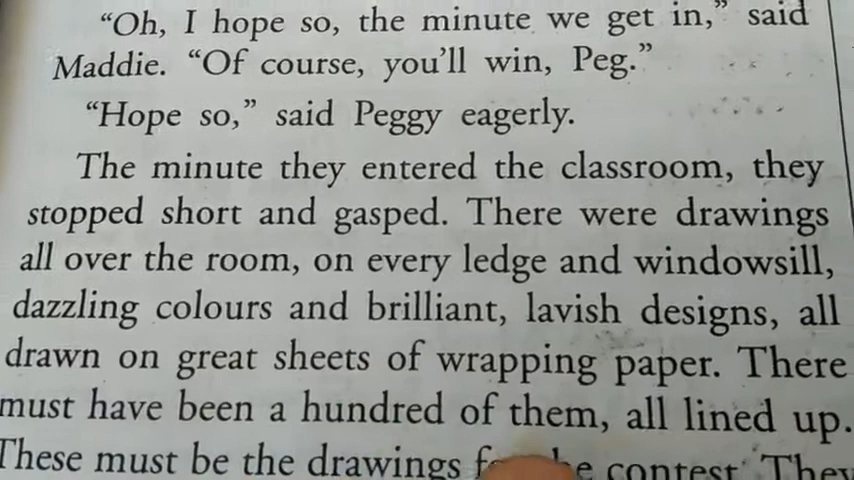 “Oh, I hope so, the minute we get in,” said
Maddie. “Of course, you’ll win, Peg.”
“Hope so,” said Peggy eagerly.
The minute they entered the classroom, they
stopped short and gasped. There were drawings
all over the room, on every ledge and windowsill,
dazzling colours and brilliant, lavish designs, all
drawn on great sheets of wrapping paper. There
must have been a hundred of them, all lined up.
These must be the drawings contest. They